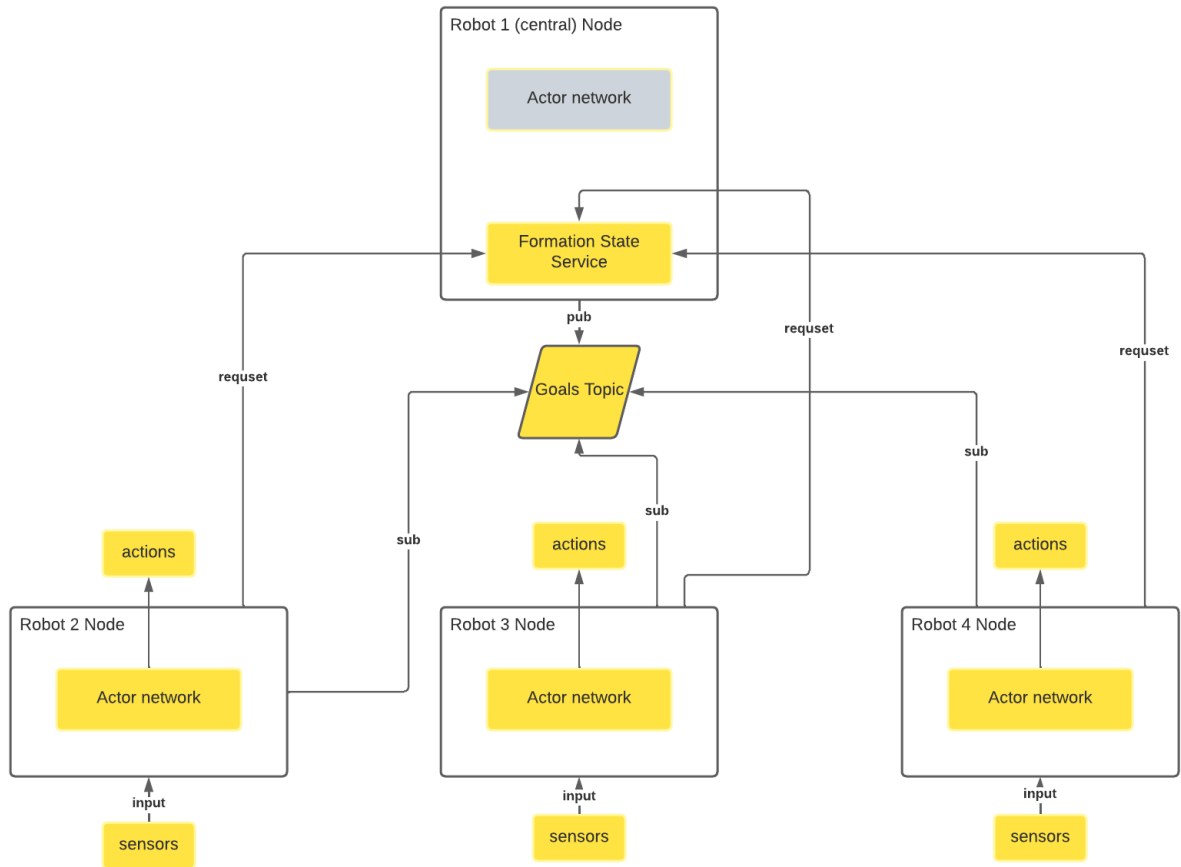 Robot 1 (central) Node
Actor network
Formation State
Service
pub
requset
requset
requset
Goals Topic
sub
sub
sub
actions
actions
actions
Robot 2 Node
Robot 3 Node
Robot 4 Node
Actor network
Actor network
Actor network
input
input
input
sensors
sensors
sensors